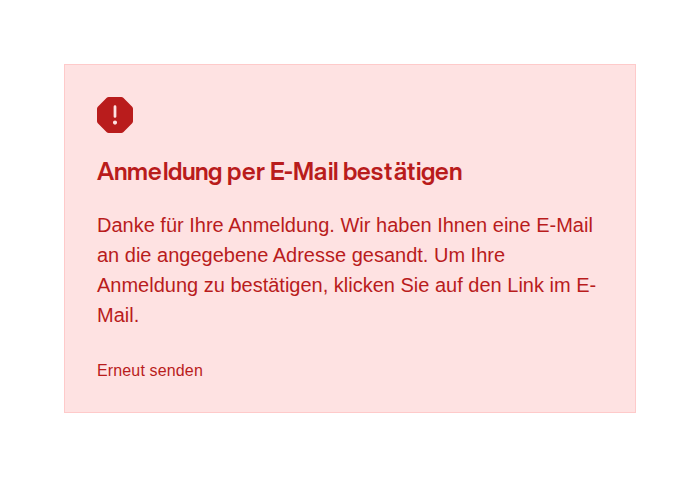 Anmeldung per E-Mail bestätigen
Danke für Ihre Anmeldung. Wir haben Ihnen eine E-Mail
an die angegebene Adresse gesandt. Um Ihre
Anmeldung zu bestätigen, klicken Sie auf den Link im E-
Mail.
Erneut senden